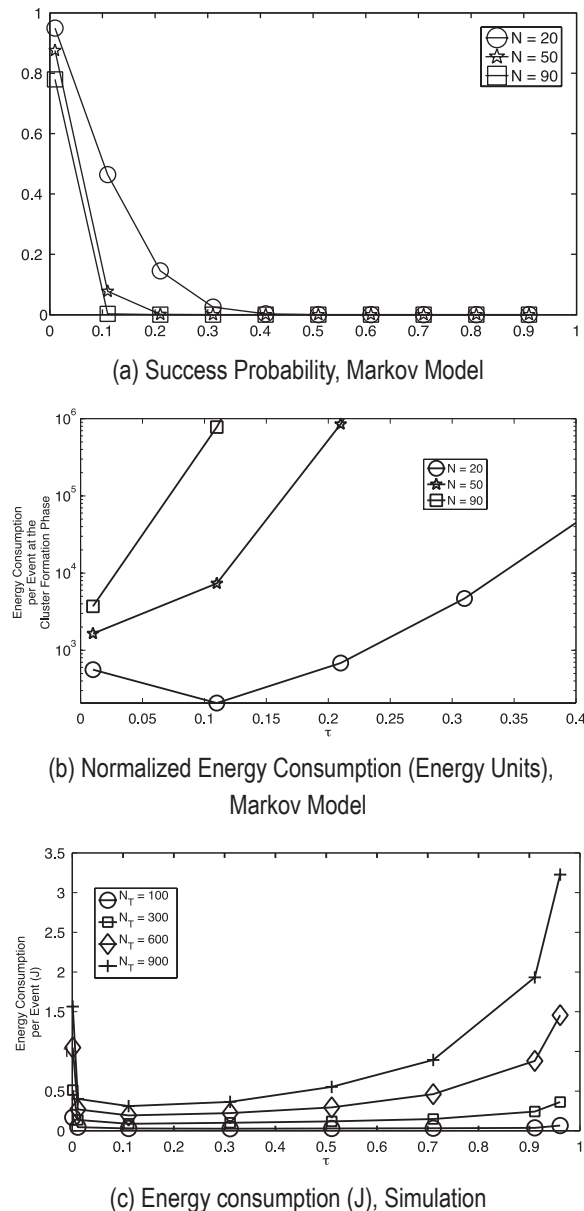 1
0.8
0.6
0.4
0.2
0
N = 20
N = 50
N = 90
0 0.1 0.2 0.3 0.4 0.5 0.6 0.7 0.8 0.9 1
(a) Success Probability, Markov Model
10^6
10^5
10^4
10^3
Energy Consumption
per Event at the
Cluster Formation Phase
N = 20
N = 50
N = 90
0 0.05 0.1 0.15 0.2 0.25 0.3 0.35 0.4
τ
(b) Normalized Energy Consumption (Energy Units),
Markov Model
3.5
3
2.5
2
1.5
1
0.5
0
Energy Consumption
per Event (J)
N_T = 100
N_T = 300
N_T = 600
N_T = 900
0 0.1 0.2 0.3 0.4 0.5 0.6 0.7 0.8 0.9 1
τ
(c) Energy consumption (J), Simulation